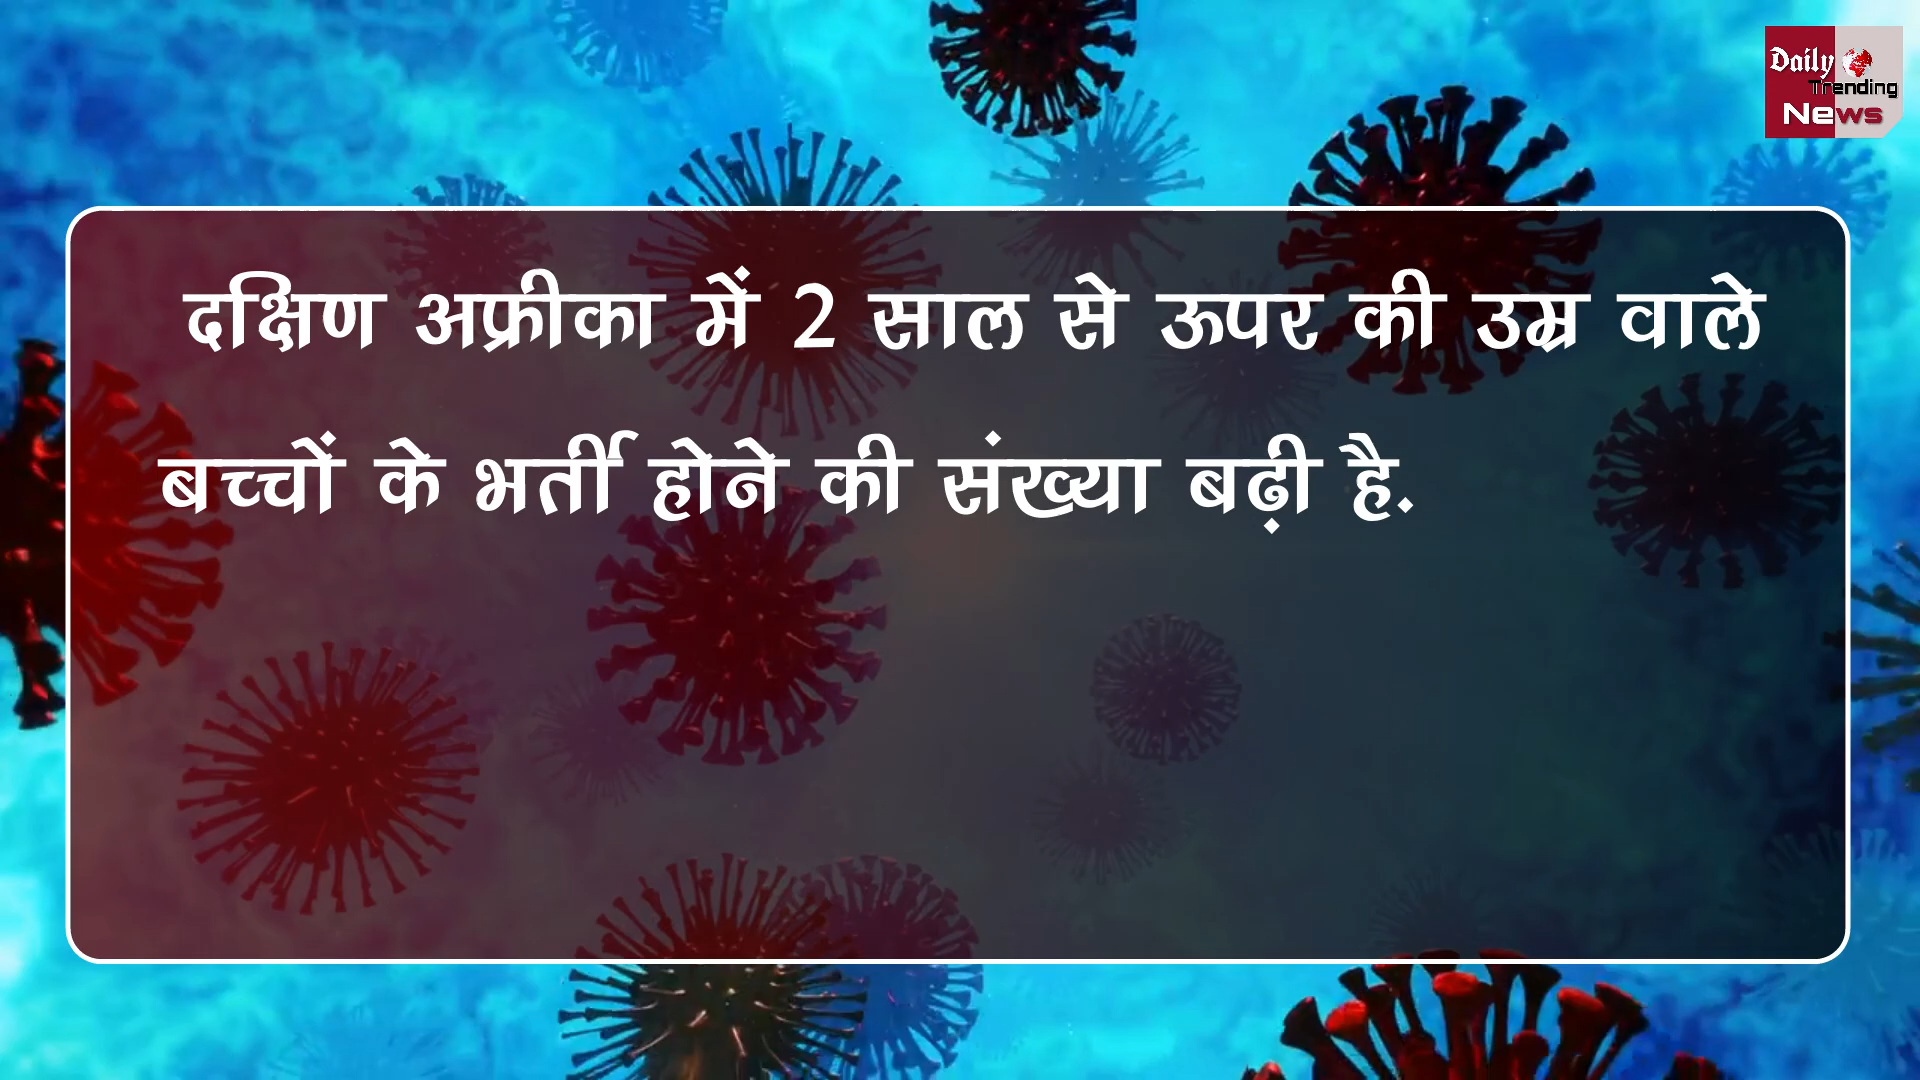 Daily
Trending
News
दक्षिण अफ्रीका में 2 साल से ऊपर की उम्र वाले
बच्चों के भर्ती होने की संख्या बढ़ी है.